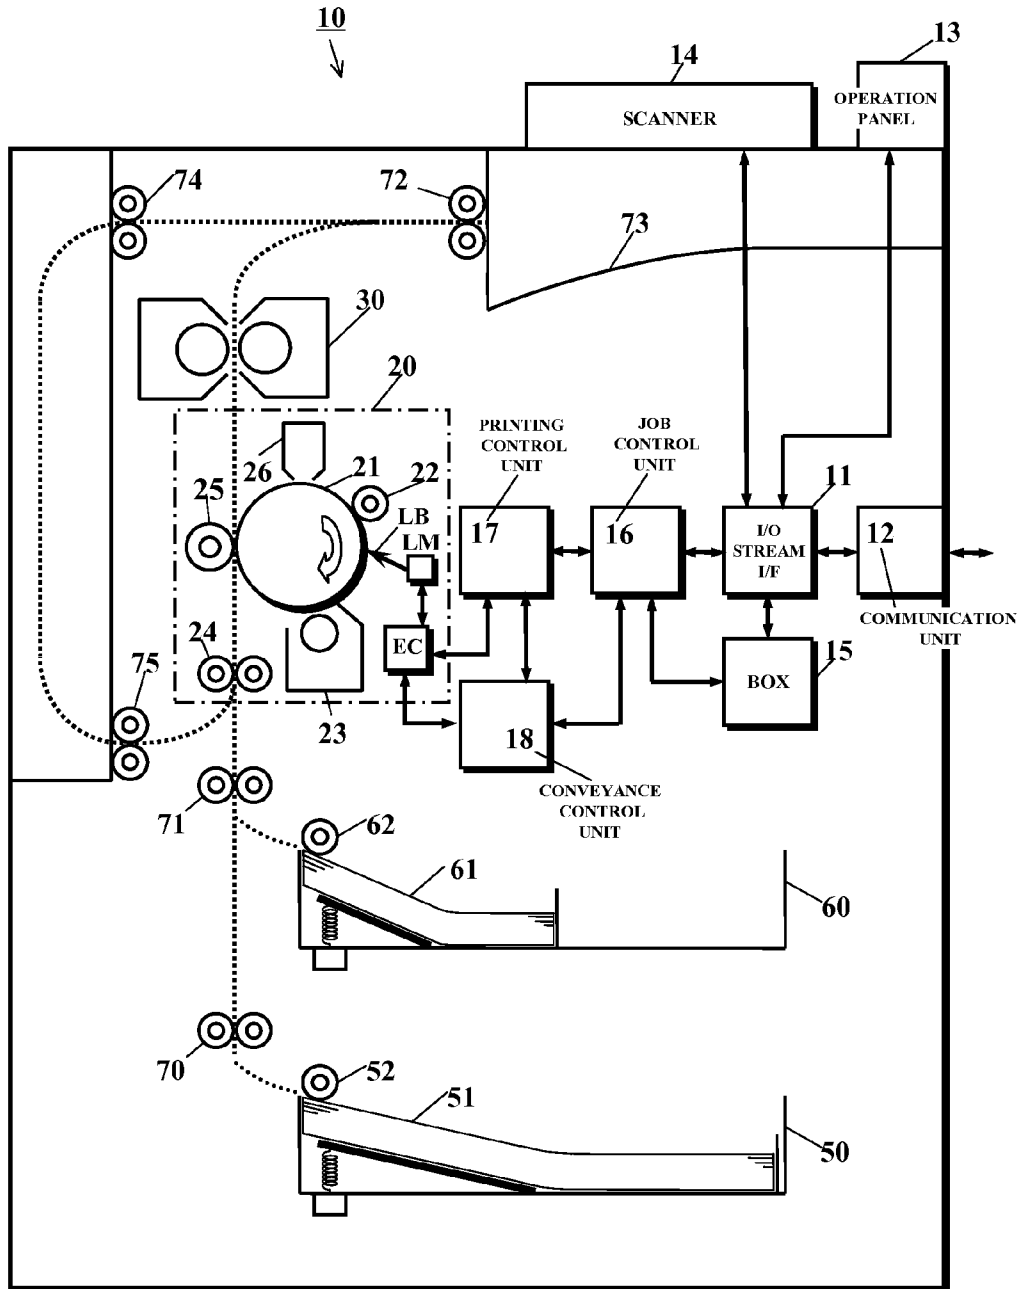 10
13
14
OPERATION
PANEL
SCANNER
74
72
73
30
20
PRINTING
CONTROL
UNIT
JOB
CONTROL
UNIT
26
21
22
11
25
LB
LM
17
16
I/O
STREAM
I/F
12
COMMUNICATION
UNIT
24
EC
15
BOX
75
23
18
CONVEYANCE
CONTROL
UNIT
71
62
61
60
70
52
51
50